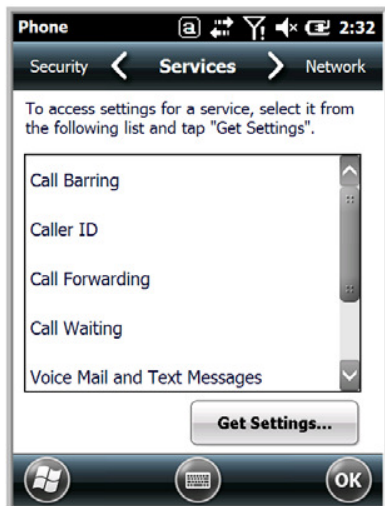 Phone a 2:32
Security Services Network
To access settings for a service, select it from
the following list and tap "Get Settings".
Call Barring
Caller ID
Call Forwarding
Call Waiting
Voice Mail and Text Messages
Get Settings...
OK